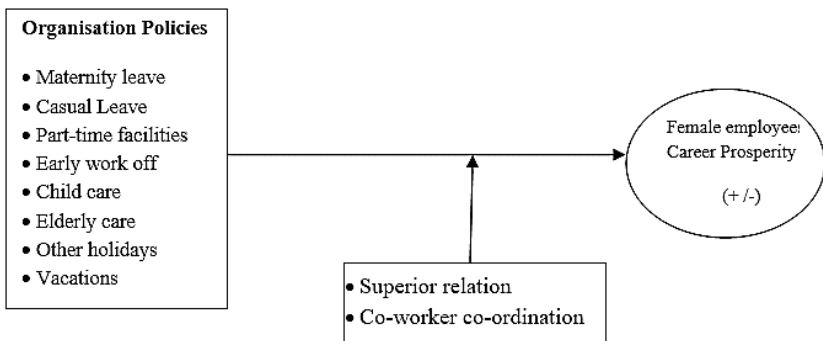 Organisation Policies
• Maternity leave
• Casual Leave
• Part-time facilities
• Early work off
• Child care
• Elderly care
• Other holidays
• Vacations
Female employees
Career Prosperity
(+ /-)
• Superior relation
• Co-worker co-ordination